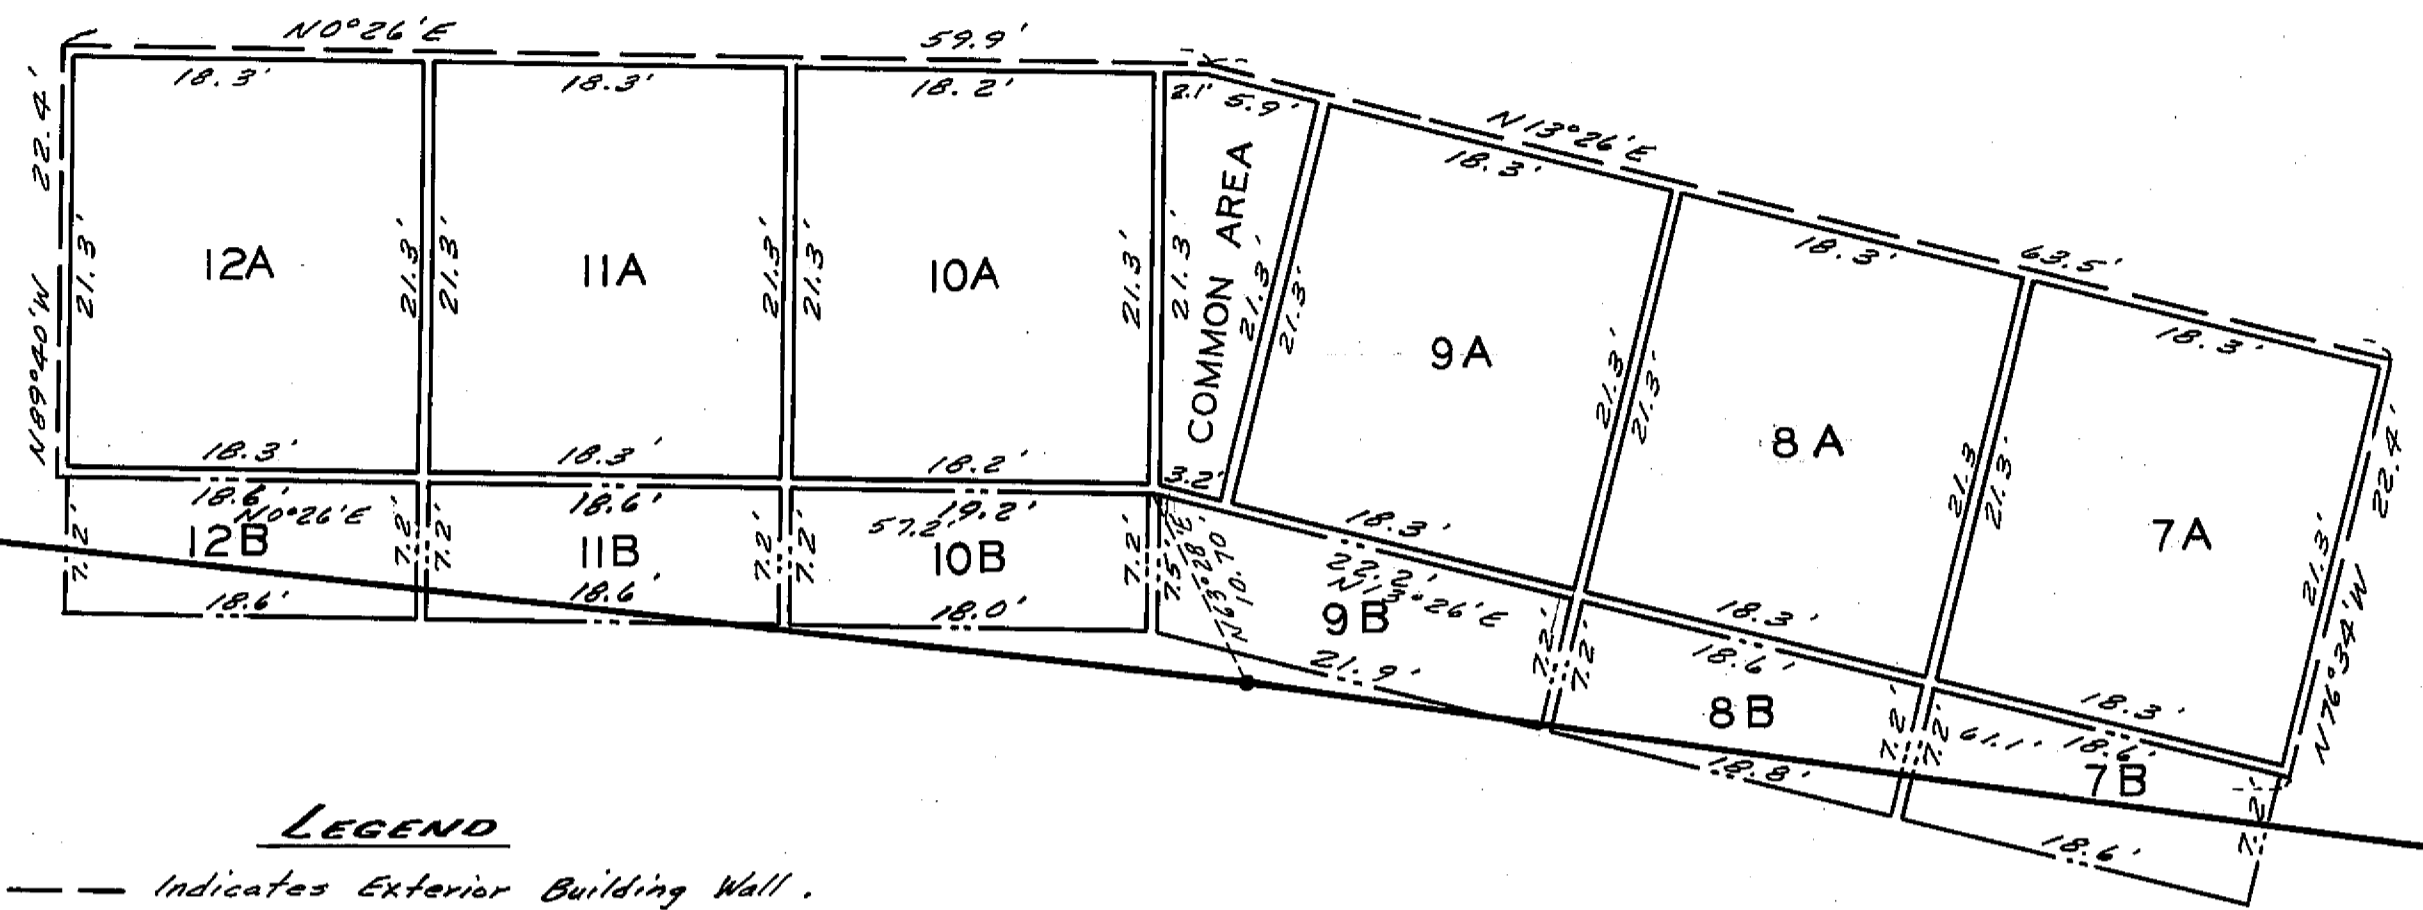 N0°26'E
59.9'
18.3'
18.3'
18.2'
2.1'
5.9'
N13°26'E
18.3'
18.3'
63.5'
18.3'
N89°40'W 22.4'
21.3'
12A
21.3'
21.3'
11A
21.3'
21.3'
10A
21.3'
21.3'
COMMON AREA
21.3'
21.3'
9A
21.3'
21.3'
8A
21.3
21.3'
7A
21.3'
22.4'
N76°34'W
18.3'
18.3'
18.2'
3.2'
18.3'
18.3'
18.3'
18.6'
N0°26'E
18.6'
19.2'
57.2'
22.2'
N13°26'E
18.6'
61.1'
18.6'
7.2'
12B
7.2'
7.2'
11B
7.2'
7.2'
10B
7.2'
7.5'
N63°28'E
10.70'
9B
7.2'
7.2'
8B
7.2'
7.2'
7B
7.2'
18.6'
18.6'
18.0'
21.9'
18.8'
18.6'
LEGEND
Indicates Exterior Building Wall.